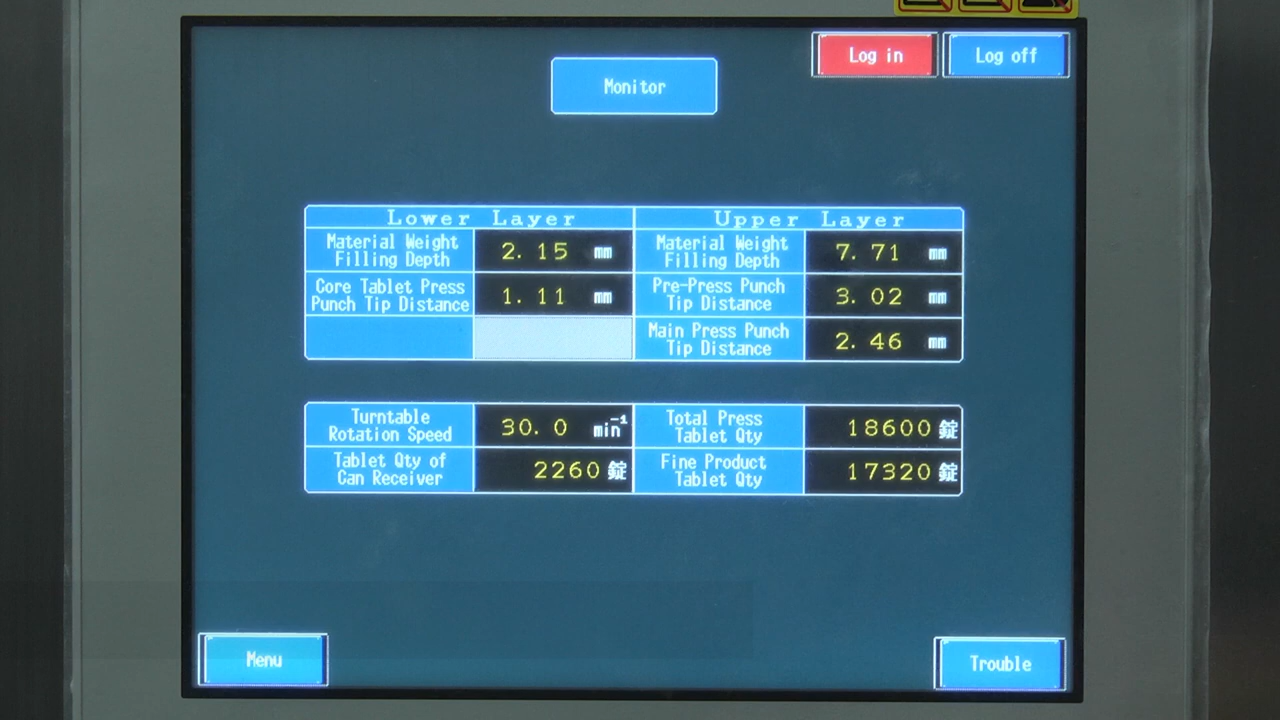 Log in
Log off
Monitor
Lower Layer
Upper Layer
Material Weight
Filling Depth
2.15 mm
Material Weight
Filling Depth
7.71 mm
Core Tablet Press
Punch Tip Distance
1.11 mm
Pre-Press Punch
Tip Distance
3.02 mm
Main Press Punch
Tip Distance
2.46 mm
Turntable
Rotation Speed
30.0 min⁻¹
Total Press
Tablet Qty
18600 錠
Tablet Qty of
Can Receiver
2260 錠
Fine Product
Tablet Qty
17320 錠
Menu
Trouble